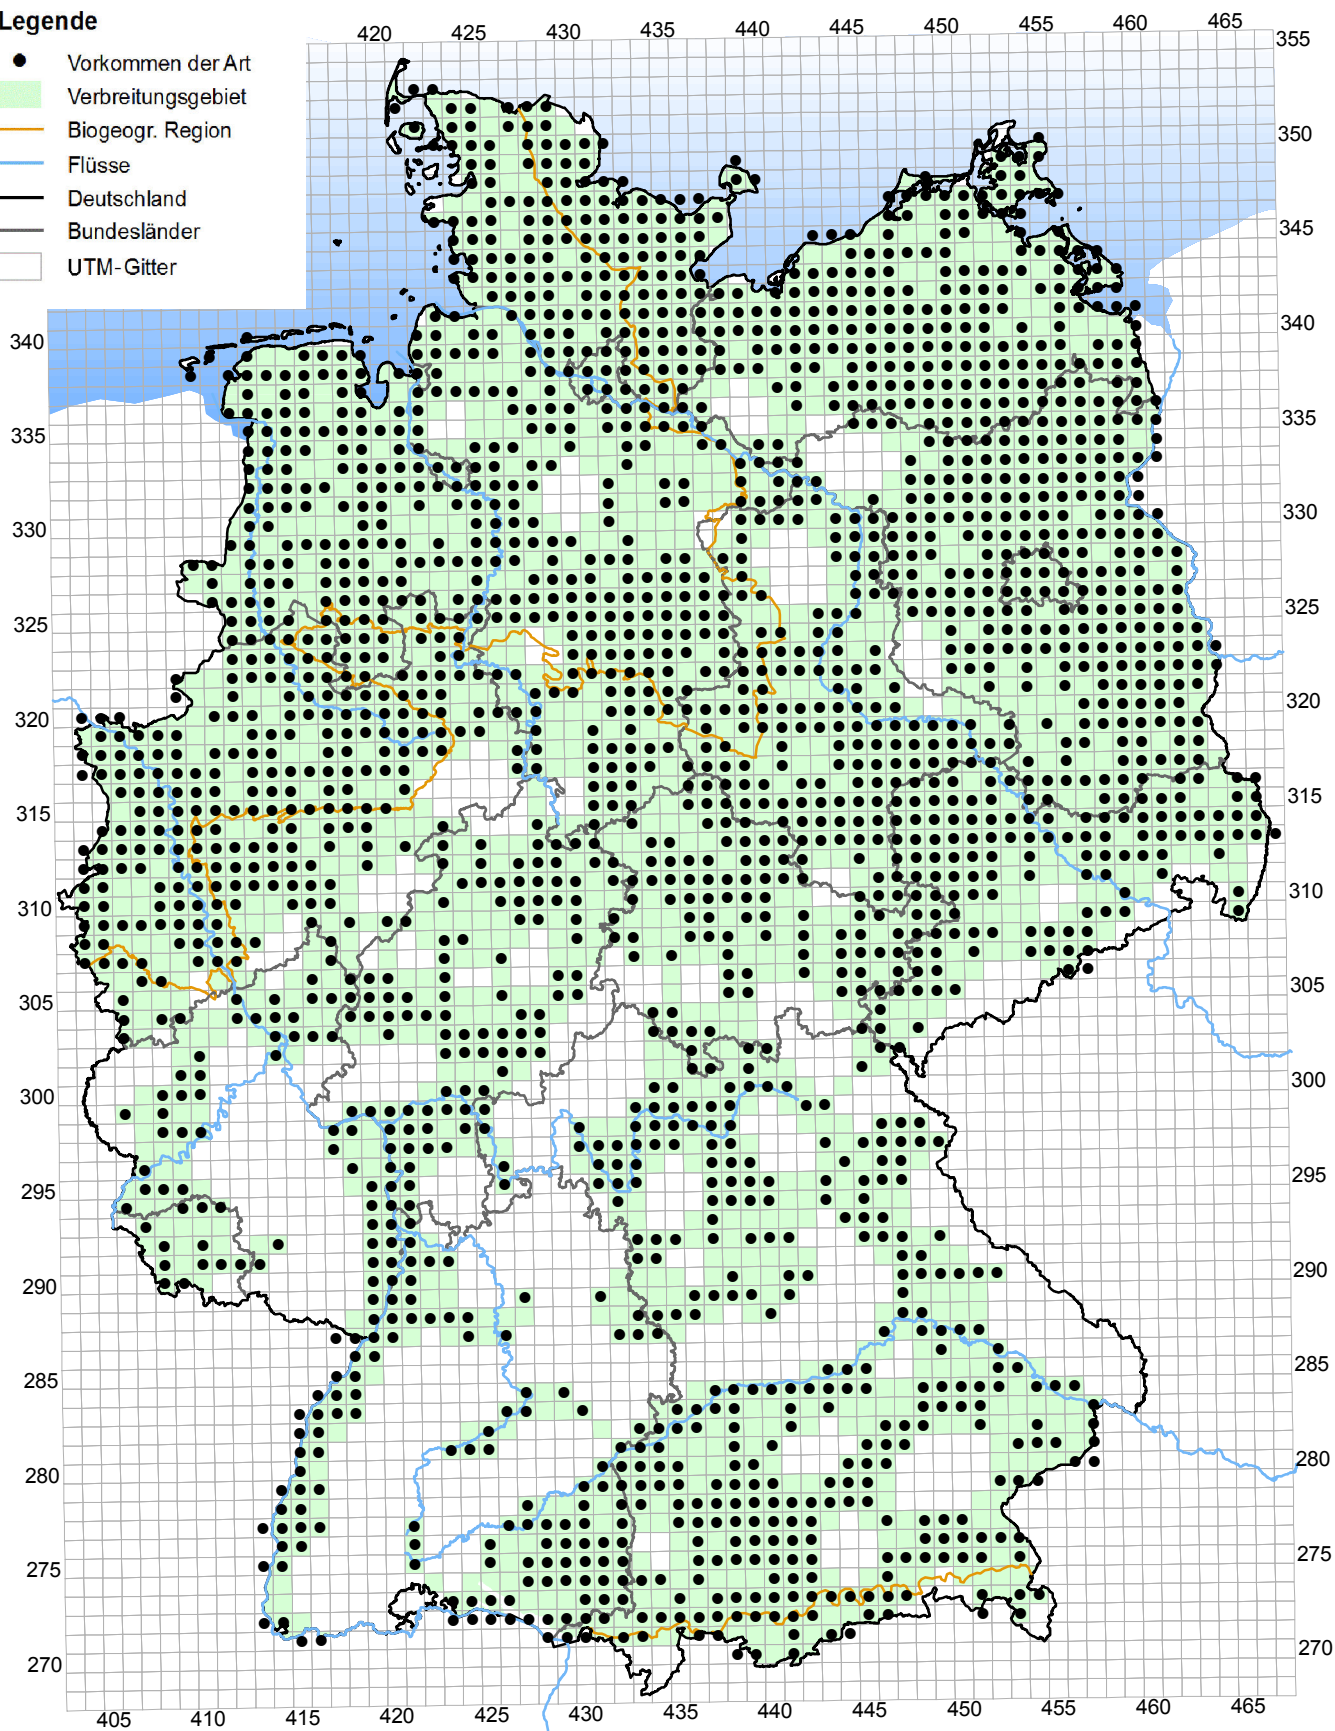 Legende
Vorkommen der Art
Verbreitungsgebiet
Biogeogr. Region
Flüsse
Deutschland
Bundesländer
UTM-Gitter
420 425 430 435 440 445 450 455 460 465
355
350
345
340 340
335 335
330 330
325 325
320 320
315 315
310 310
305 305
300 300
295 295
290 290
285 285
280 280
275 275
270 270
405 410 415 420 425 430 435 440 445 450 455 460 465